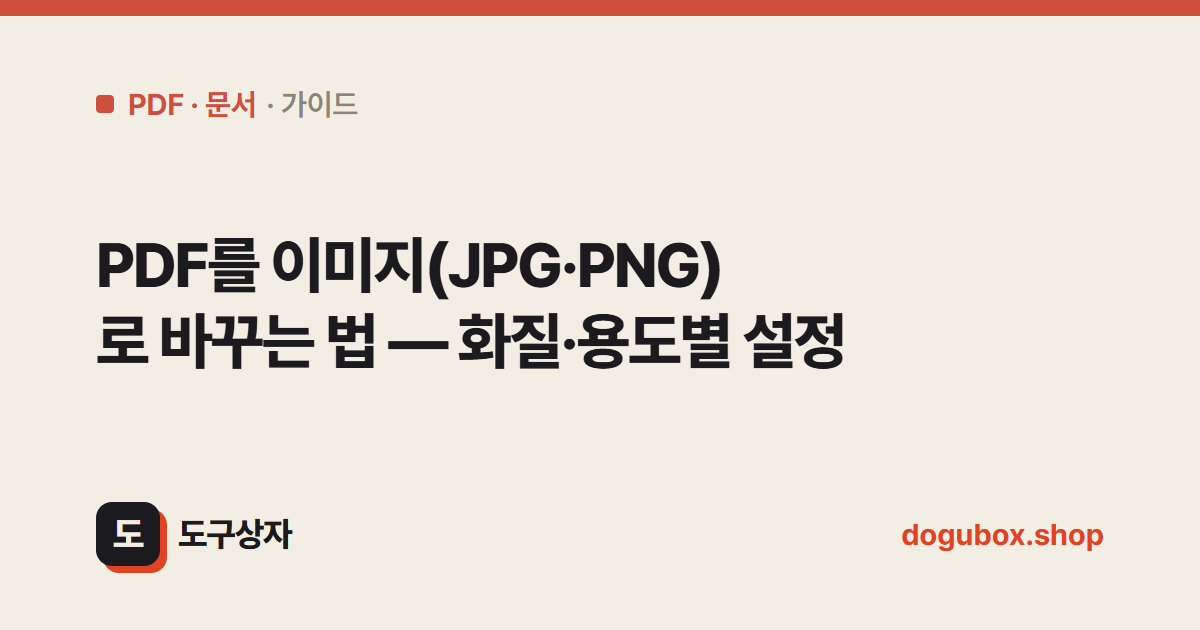 PDF · 문서 · 가이드
PDF를 이미지(JPG·PNG)
로 바꾸는 법 — 화질·용도별 설정
도 도구상자
dogubox.shop